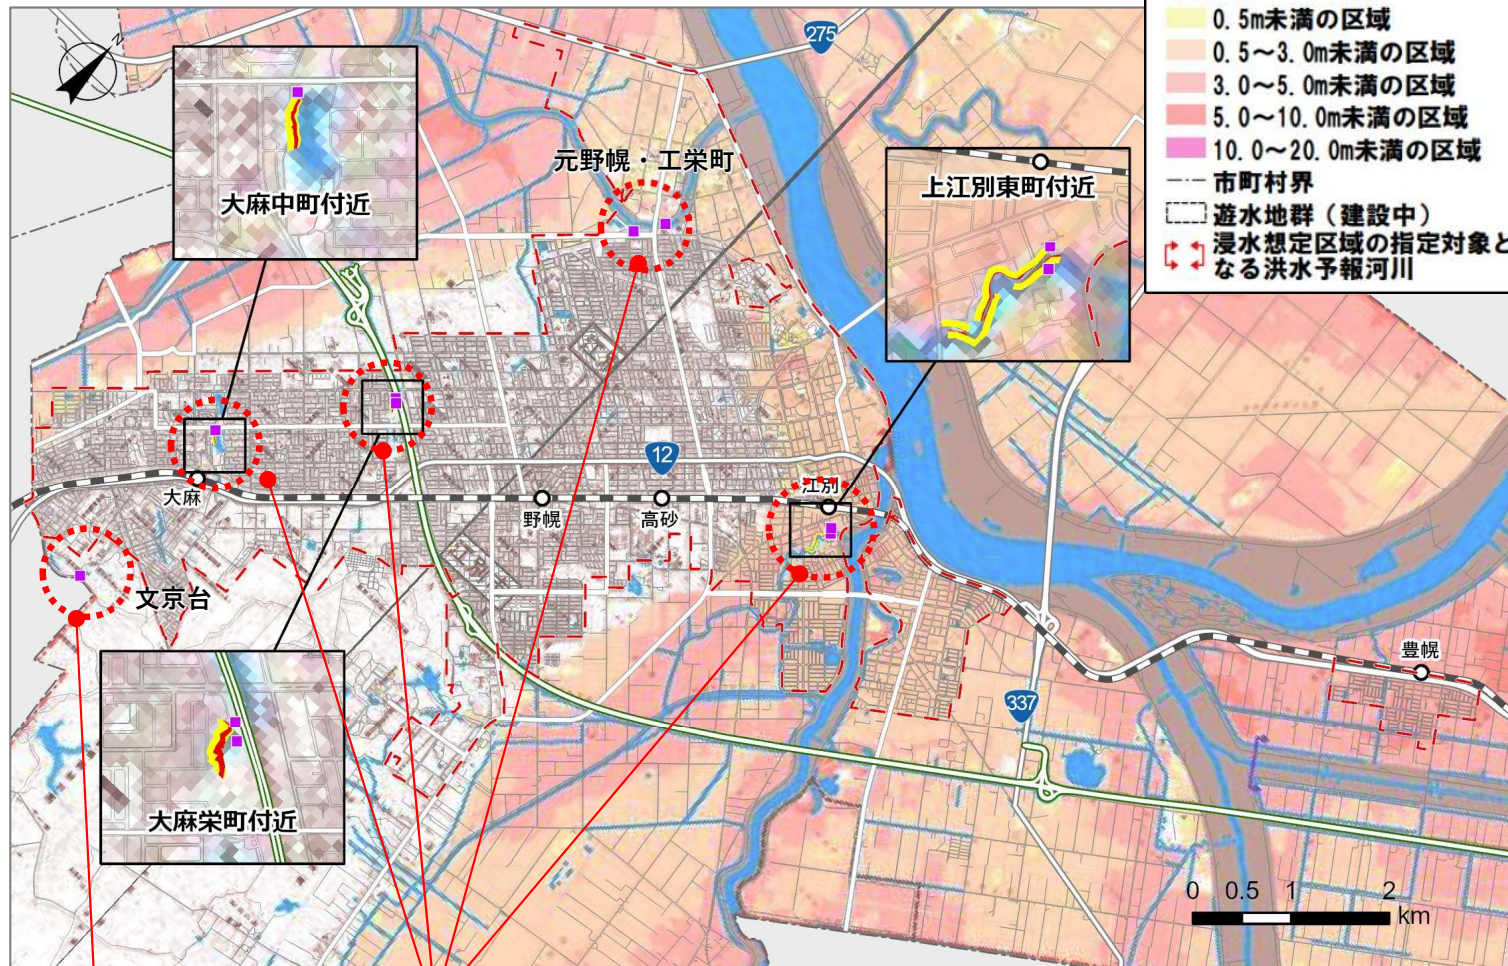 N
275
0.5m未満の区域
0.5～3.0m未満の区域
3.0～5.0m未満の区域
5.0～10.0m未満の区域
10.0～20.0m未満の区域
市町村界
遊水地群（建設中）
浸水想定区域の指定対象と
なる洪水予報河川
元野幌・工栄町
上江別東町付近
大麻中町付近
12
大麻
野幌
高砂
江別
文京台
豊幌
337
大麻栄町付近
0 0.5 1 2
km